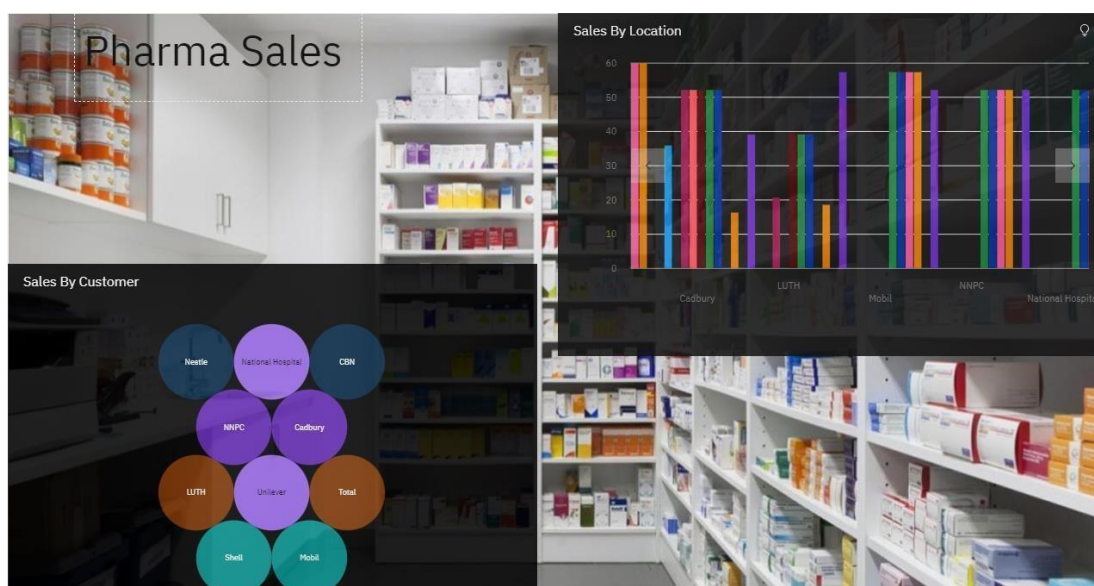 Pharma Sales
Sales By Location
60
50
40
30
20
10
0
Cadbury
LUTH
Mobil
NNPC
National Hospita
Sales By Customer
Nestle
National Hospital
CBN
NNPC
Cadbury
LUTH
Unilever
Total
Shell
Mobil